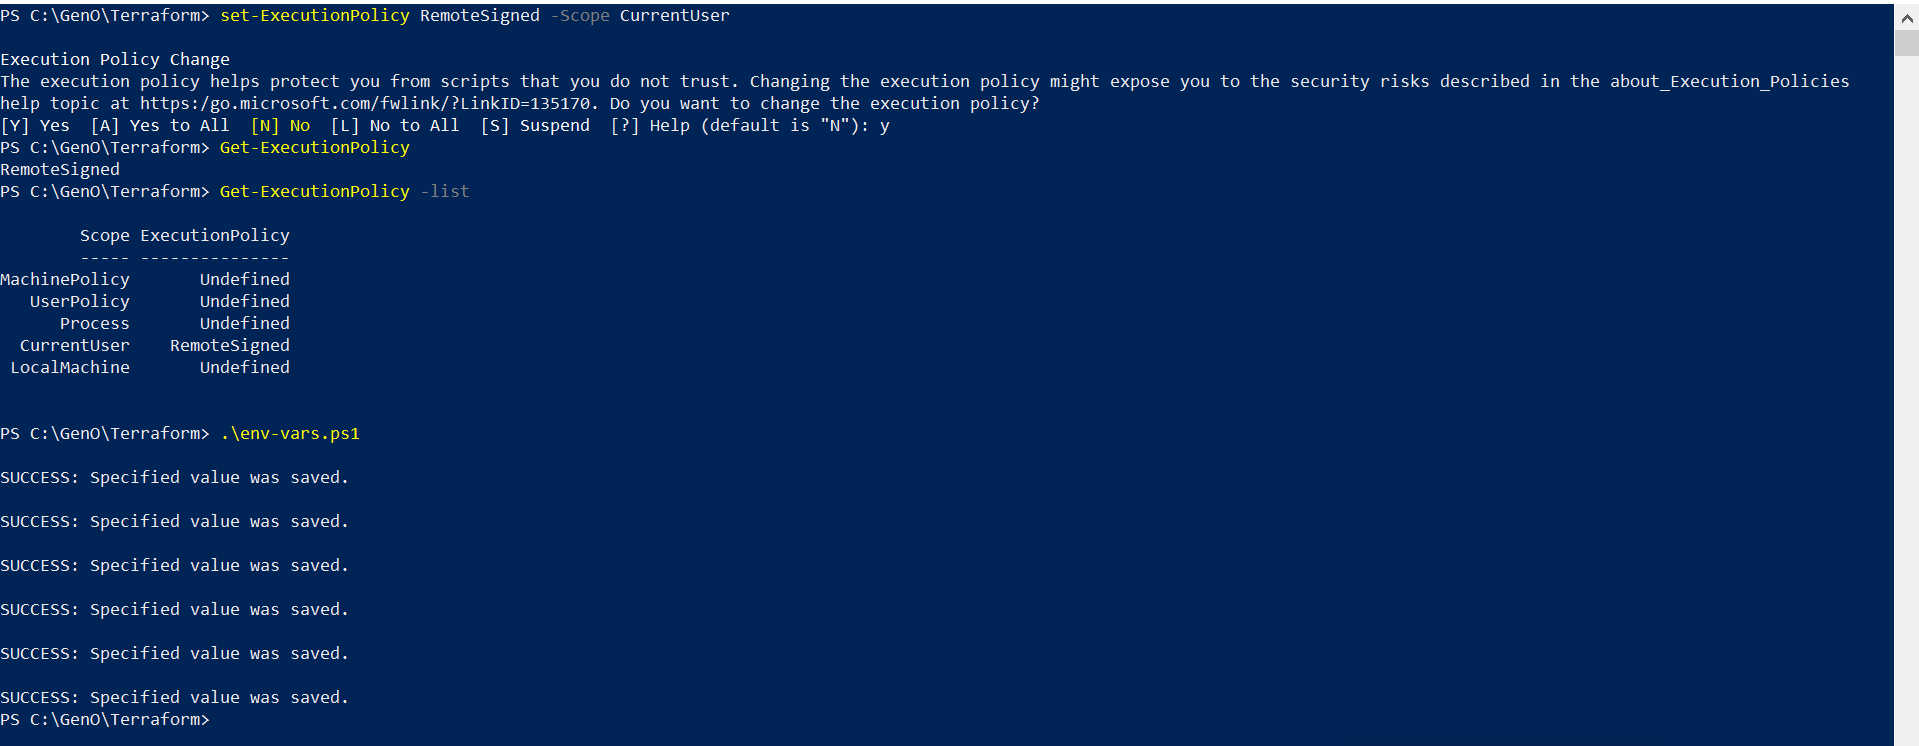 PS C:\GenO\Terraform> set-ExecutionPolicy RemoteSigned -Scope CurrentUser
Execution Policy Change
The execution policy helps protect you from scripts that you do not trust. Changing the execution policy might expose you to the security risks described in the about_Execution_Policies
help topic at https:/go.microsoft.com/fwlink/?LinkID=135170. Do you want to change the execution policy?
[Y] Yes  [A] Yes to All  [N] No  [L] No to All  [S] Suspend  [?] Help (default is "N"): y
PS C:\GenO\Terraform> Get-ExecutionPolicy
RemoteSigned
PS C:\GenO\Terraform> Get-ExecutionPolicy -list
        Scope ExecutionPolicy
        ----- ---------------
MachinePolicy       Undefined
   UserPolicy       Undefined
      Process       Undefined
  CurrentUser    RemoteSigned
 LocalMachine       Undefined
PS C:\GenO\Terraform> .\env-vars.ps1
SUCCESS: Specified value was saved.
SUCCESS: Specified value was saved.
SUCCESS: Specified value was saved.
SUCCESS: Specified value was saved.
SUCCESS: Specified value was saved.
SUCCESS: Specified value was saved.
PS C:\GenO\Terraform>